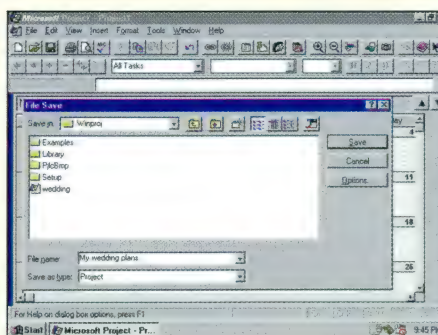 Microsoft Project - Project1
File Edit View Insert Format Tools Window Help
All Tasks
File Save
Save in: Winproj
Examples
Library
PjIcBmp
Setup
wedding
Save
Cancel
Options
4
11
18
25
File name: My wedding plans
Save as type: Project
For Help on dialog box options, press F1
Start Microsoft Project - Pr... 9:45 P